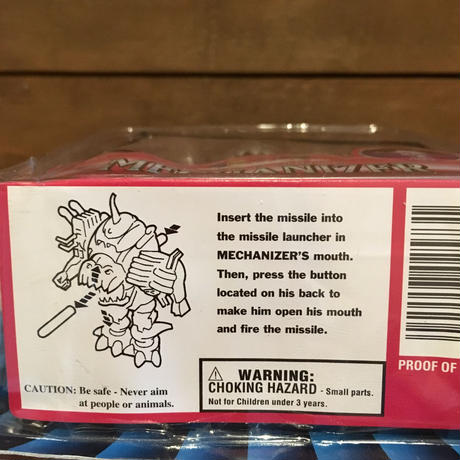 MECHANIZER
Insert the missile into
the missile launcher in
MECHANIZER'S mouth.
Then, press the button
located on his back to
make him open his mouth
and fire the missile.
CAUTION: Be safe - Never aim
at people or animals.
⚠ WARNING:
CHOKING HAZARD - Small parts.
Not for Children under 3 years.
PROOF OF